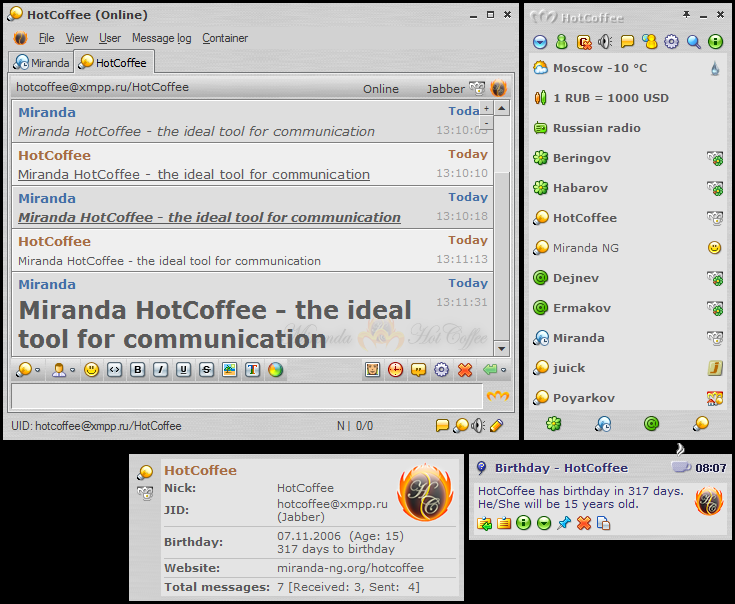 HotCoffee (Online)
File View User Message log Container
Miranda HotCoffee
hotcoffee@xmpp.ru/HotCoffee Online Jabber
Miranda Today
Miranda HotCoffee - the ideal tool for communication 13:10:03
HotCoffee Today
Miranda HotCoffee - the ideal tool for communication 13:10:10
Miranda Today
Miranda HotCoffee - the ideal tool for communication 13:10:18
HotCoffee Today
Miranda HotCoffee - the ideal tool for communication 13:11:13
Miranda Today
Miranda HotCoffee - the ideal 13:11:31
tool for communication
Miranda HotCoffee
B I U S T
UID: hotcoffee@xmpp.ru/HotCoffee N | 0/0
HotCoffee
Moscow -10 °C
1 RUB = 1000 USD
Russian radio
Beringov
Habarov
HotCoffee
Miranda NG
Dejnev
Ermakov
Miranda
juick
Poyarkov
HotCoffee
Nick: HotCoffee
JID: hotcoffee@xmpp.ru
(Jabber)
Birthday: 07.11.2006 (Age: 15)
317 days to birthday
Website: miranda-ng.org/hotcoffee
Total messages: 7 [Received: 3, Sent: 4]
HC
Birthday - HotCoffee 08:07
HotCoffee has birthday in 317 days.
He/She will be 15 years old.